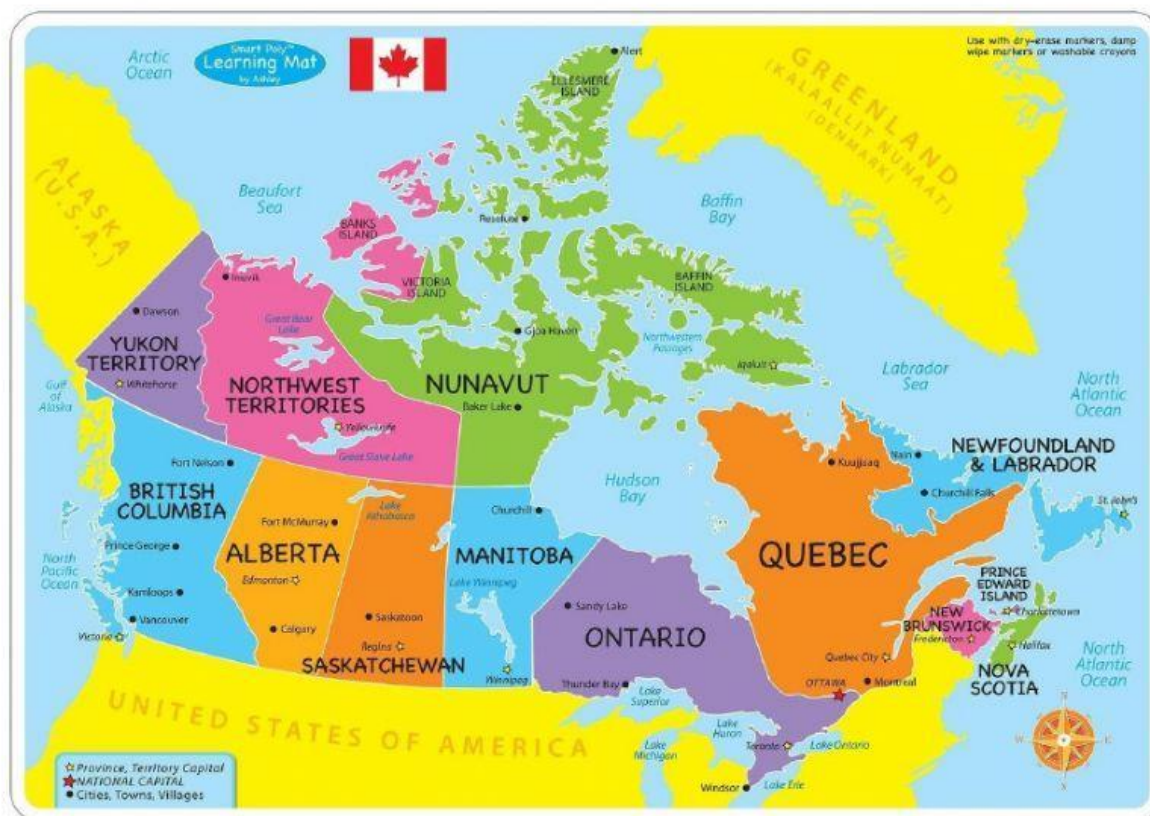 Arctic
Ocean
Smart Poly™
Learning Mat
by Ashley
Use with dry-erase markers, damp
wipe markers or washable crayons
Alert
ELLESMERE
ISLAND
GREENLAND
(KALAALLIT NUNAAT)
(DENMARK)
ALASKA
(U.S.A.)
Beaufort
Sea
Baffin
Bay
Resolute
BANKS
ISLAND
VICTORIA
ISLAND
BAFFIN
ISLAND
Inuvik
Dawson
Great Bear
Lake
Gjoa Haven
Northwestern
Passages
YUKON
TERRITORY
Whitehorse
NORTHWEST
TERRITORIES
NUNAVUT
Iqaluit
Labrador
Sea
Gulf
of
Alaska
North
Atlantic
Ocean
Baker Lake
Yellowknife
Great Slave Lake
Fort Nelson
Kuujjuaq
Nain
NEWFOUNDLAND
& LABRADOR
Hudson
Bay
BRITISH
COLUMBIA
Lake
Athabasca
Churchill
Churchill Falls
St. John's
Fort McMurray
Prince George
ALBERTA
MANITOBA
QUEBEC
North
Pacific
Ocean
Edmonton
Lake Winnipeg
PRINCE
EDWARD
ISLAND
Kamloops
Sandy Lake
Charlottetown
Vancouver
Saskatoon
NEW
BRUNSWICK
Victoria
Calgary
ONTARIO
Fredericton
Halifax
Regina
SASKATCHEWAN
Quebec City
NOVA
SCOTIA
North
Atlantic
Ocean
Winnipeg
Thunder Bay
OTTAWA
Montreal
Lake
Superior
UNITED STATES OF AMERICA
Lake
Huron
Lake
Michigan
Toronto
Lake Ontario
N
W
E
S
Windsor
Lake Erie
Province, Territory Capital
NATIONAL CAPITAL
Cities, Towns, Villages